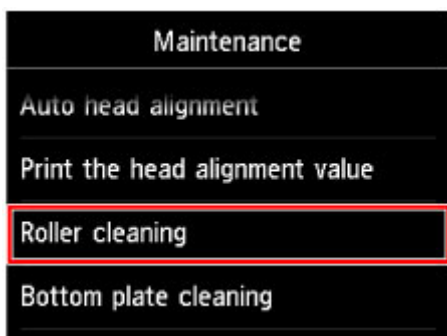 Maintenance
Auto head alignment
Print the head alignment value
Roller cleaning
Bottom plate cleaning